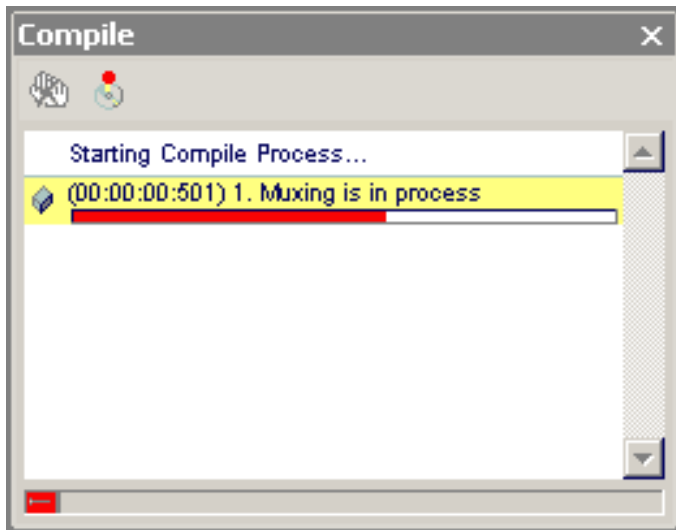 Compile
Starting Compile Process...
(00:00:00:501) 1. Muxing is in process